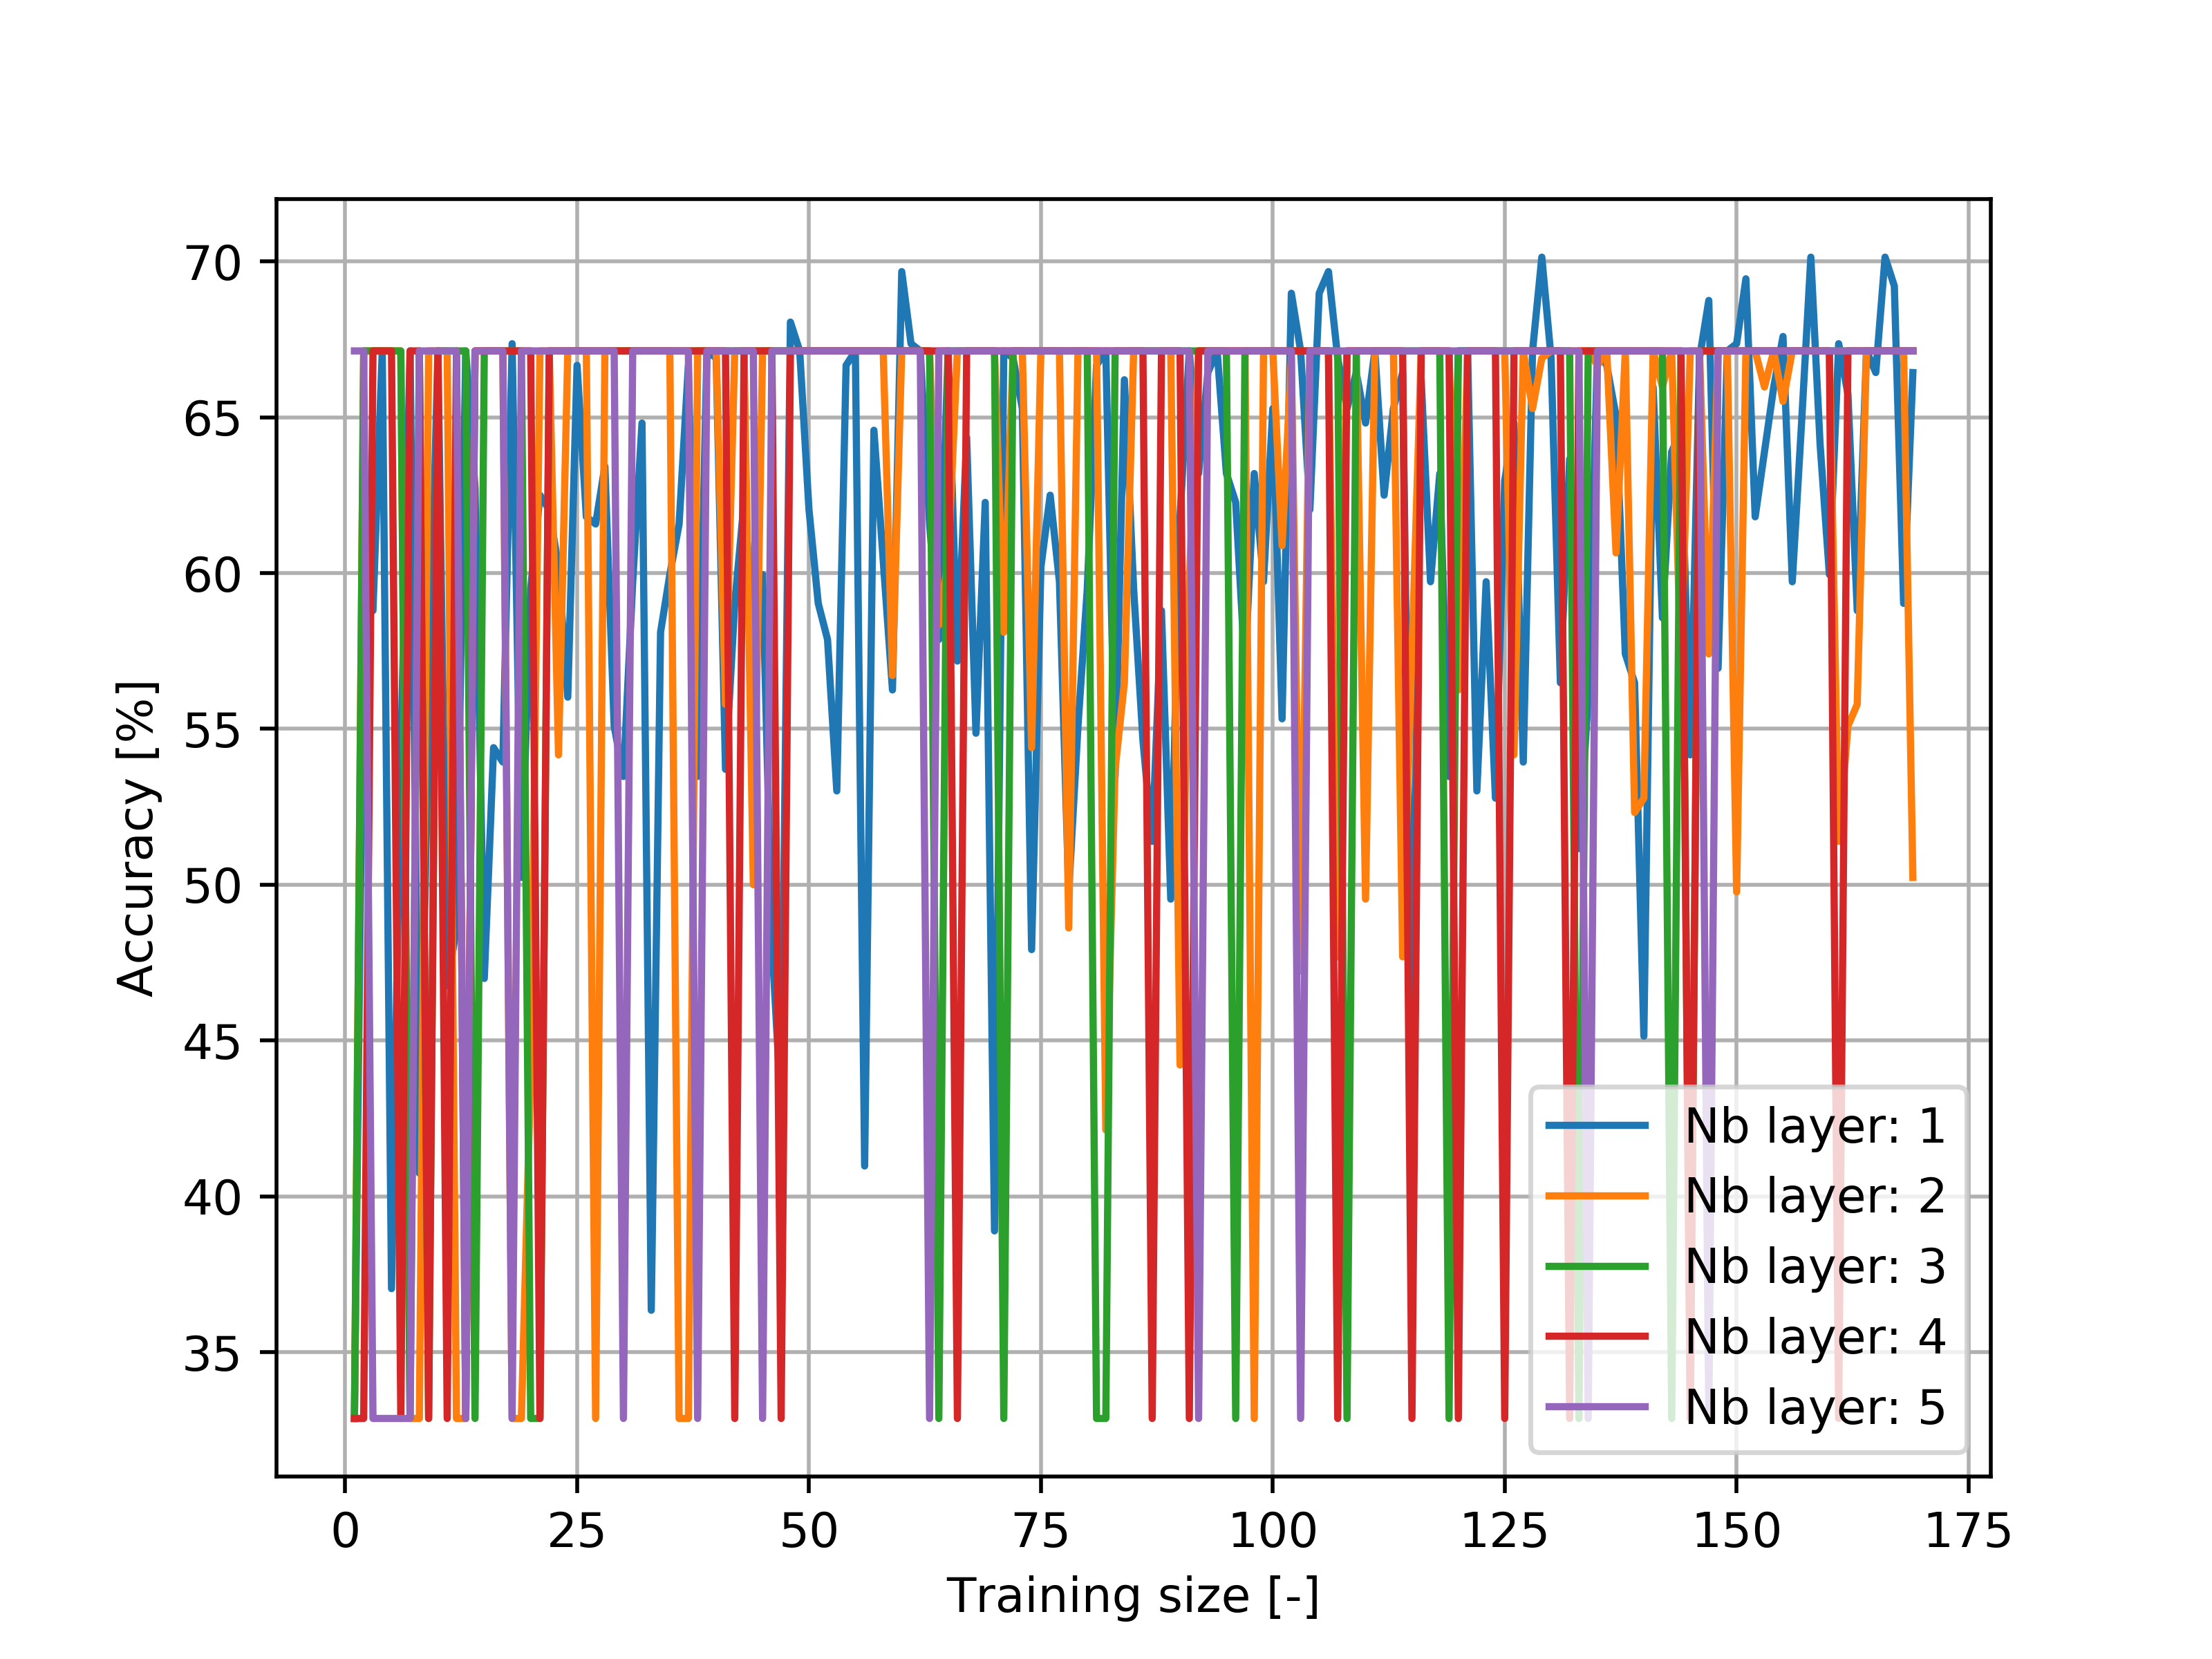 70
65
60
55
50
45
40
35
Accuracy [%]
Nb layer: 1
Nb layer: 2
Nb layer: 3
Nb layer: 4
Nb layer: 5
0 25 50 75 100 125 150 175
Training size [-]